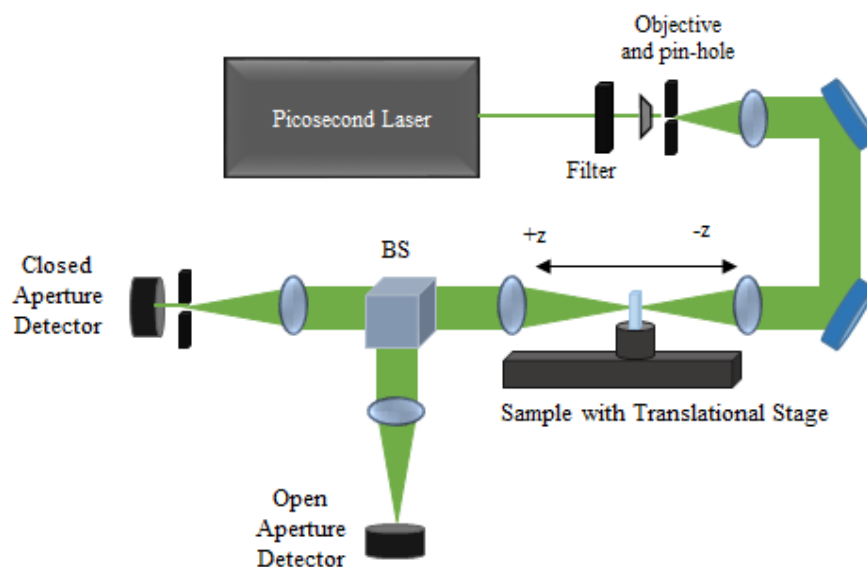 Objective
and pin-hole
Picosecond Laser
Filter
BS
+z
-z
Closed
Aperture
Detector
Sample with Translational Stage
Open
Aperture
Detector